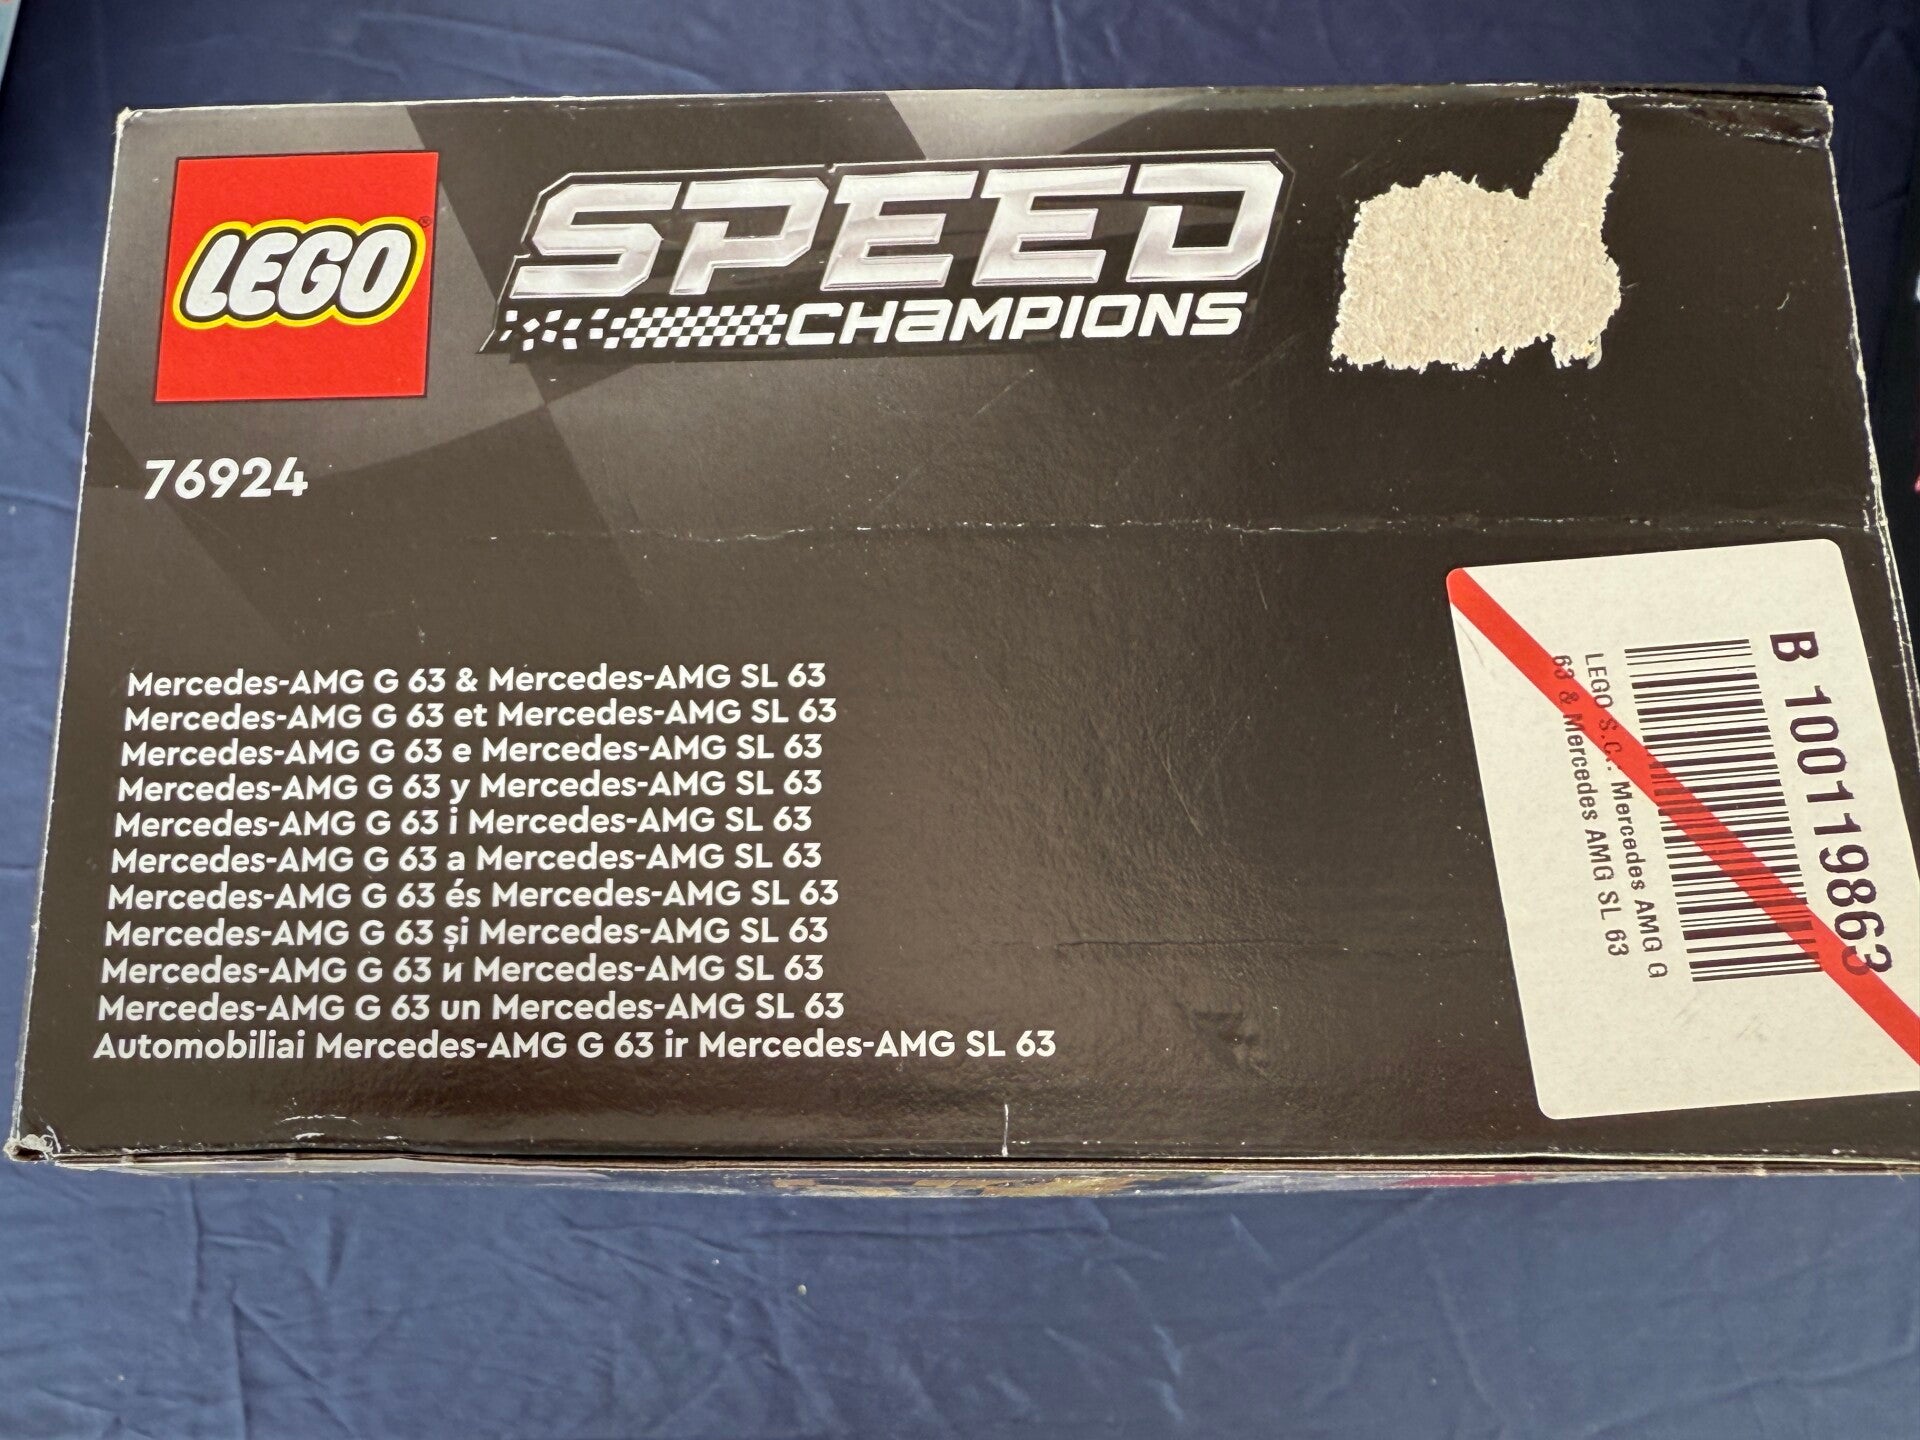 LEGO®
SPEED
CHAMPIONS
76924
Mercedes-AMG G 63 & Mercedes-AMG SL 63
Mercedes-AMG G 63 et Mercedes-AMG SL 63
Mercedes-AMG G 63 e Mercedes-AMG SL 63
Mercedes-AMG G 63 y Mercedes-AMG SL 63
Mercedes-AMG G 63 i Mercedes-AMG SL 63
Mercedes-AMG G 63 a Mercedes-AMG SL 63
Mercedes-AMG G 63 és Mercedes-AMG SL 63
Mercedes-AMG G 63 și Mercedes-AMG SL 63
Mercedes-AMG G 63 и Mercedes-AMG SL 63
Mercedes-AMG G 63 un Mercedes-AMG SL 63
Automobiliai Mercedes-AMG G 63 ir Mercedes-AMG SL 63
B 100119863
LEGO Mercedes AMG G
63 & Mercedes AMG SL 63